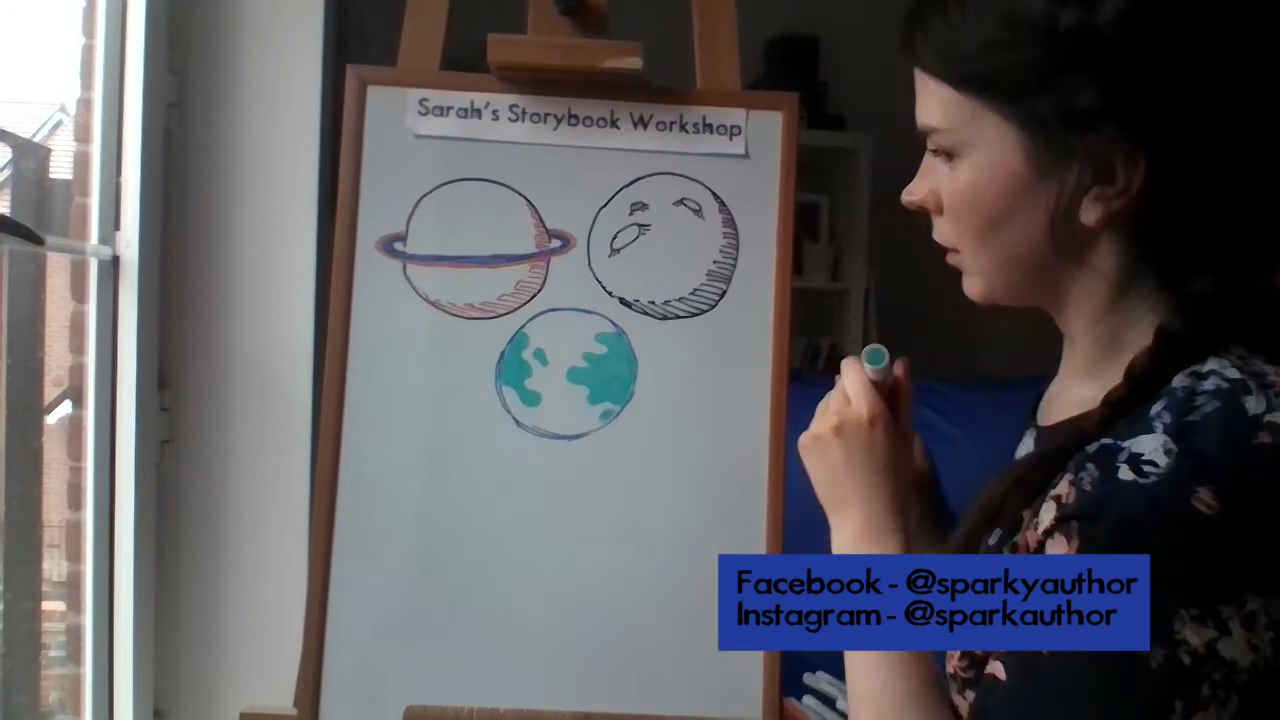 Sarah's Storybook Workshop
Facebook - @sparkyauthor
Instagram - @sparkauthor